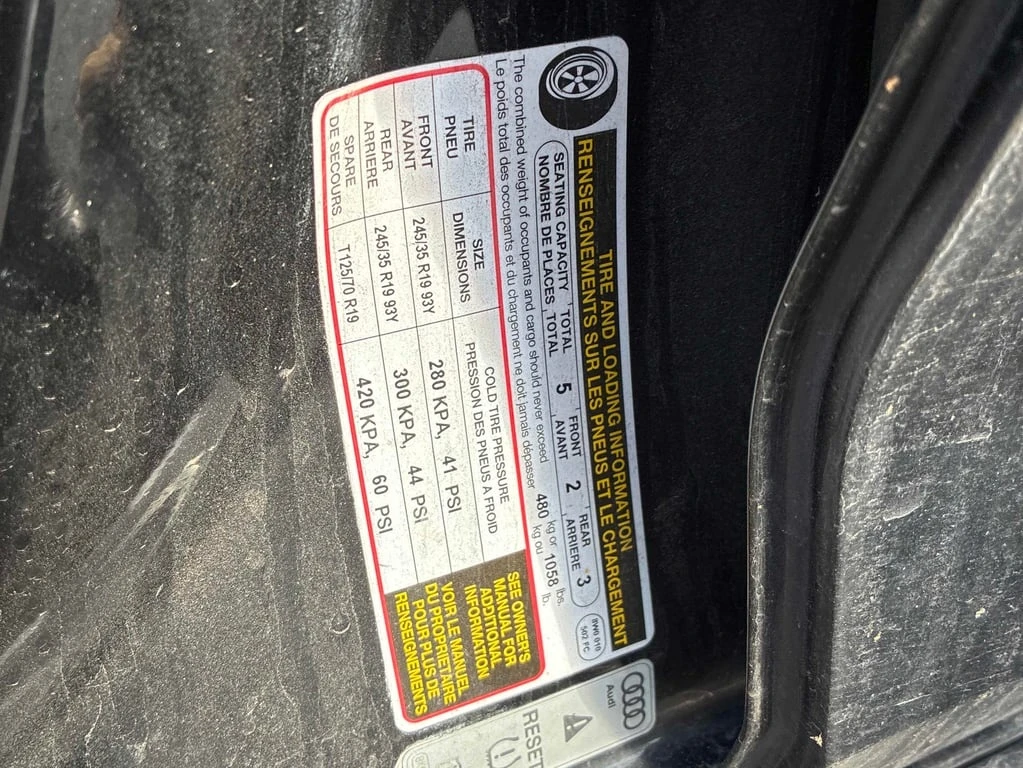 TIRE AND LOADING INFORMATION
RENSEIGNEMENTS SUR LES PNEUS ET LE CHARGEMENT
SEATING CAPACITY TOTAL 5 FRONT 2 REAR 3
NOMBRE DE PLACES TOTAL AVANT ARRIERE
8W0 010
502 FC
The combined weight of occupants and cargo should never exceed 480 kg or 1058 lbs.
Le poids total des occupants et du chargement ne doit jamais dépasser kg ou lb.
TIRE SIZE COLD TIRE PRESSURE
PNEU DIMENSIONS PRESSION DES PNEUS A FROID
FRONT 245/35 R19 93Y 280 KPA, 41 PSI
AVANT
REAR 245/35 R19 93Y 300 KPA, 44 PSI
ARRIERE
SPARE T125/70 R19 420 KPA, 60 PSI
DE SECOURS
SEE OWNER'S
MANUAL FOR
ADDITIONAL
INFORMATION
VOIR LE MANUEL
DU PROPRIETAIRE
POUR PLUS DE
RENSEIGNEMENTS
Audi
RESET